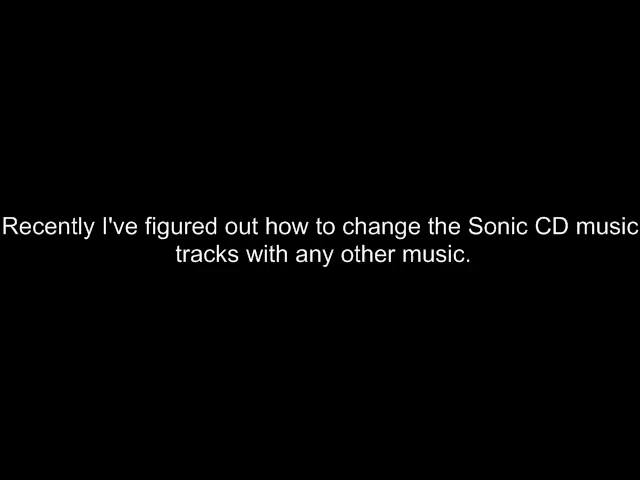 Recently I've figured out how to change the Sonic CD music
tracks with any other music.